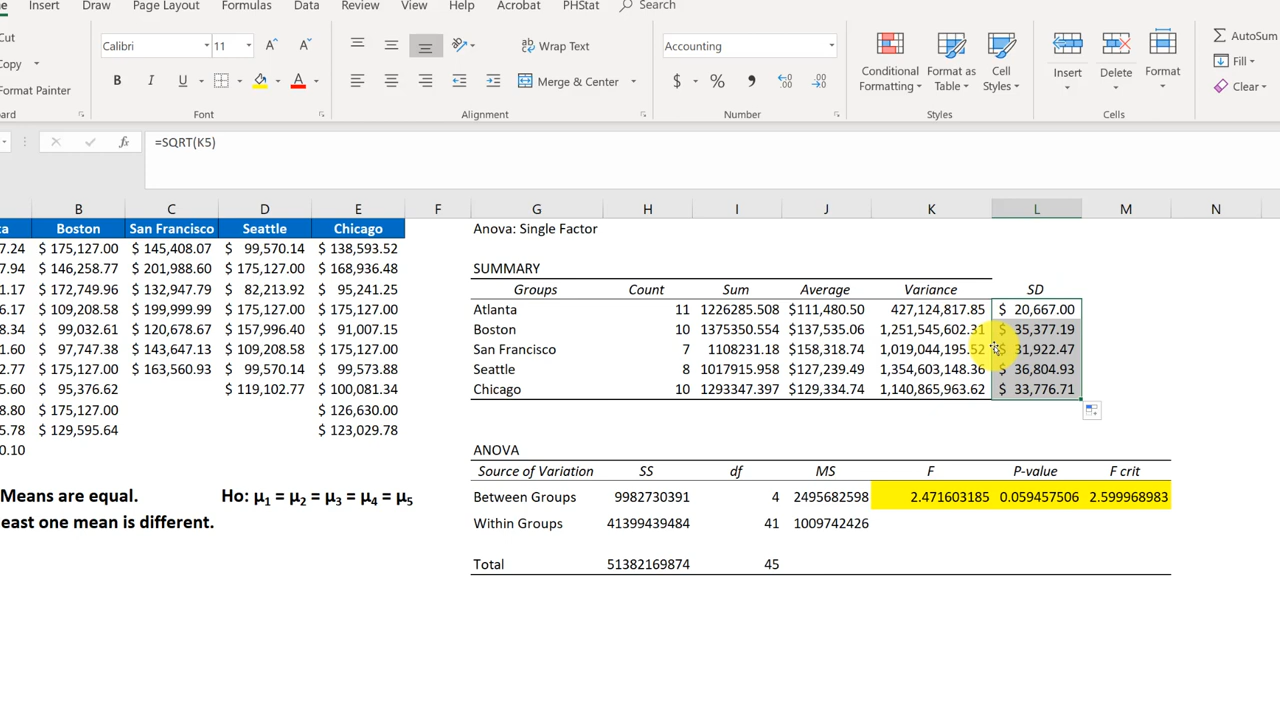 Insert Draw Page Layout Formulas Data Review View Help Acrobat PHStat Search
Cut Calibri 11 Wrap Text Accounting Conditional Format as Cell Insert Delete Format AutoSum
Copy Formatting Table Styles Fill
Format Painter B I U A Merge & Center $ % Clear
Font Alignment Number Styles Cells
fx =SQRT(K5)
B C D E F G H I J K L M N
Boston San Francisco Seattle Chicago Anova: Single Factor
7.24 $ 175,127.00 $ 145,408.07 $ 99,570.14 $ 138,593.52
7.94 $ 146,258.77 $ 201,988.60 $ 175,127.00 $ 168,936.48 SUMMARY
1.17 $ 172,749.96 $ 132,947.79 $ 82,213.92 $ 95,241.25 Groups Count Sum Average Variance SD
$ 109,208.58 $ 199,999.99 $ 175,127.00 $ 175,127.00 Atlanta 11 1226285.508 $111,480.50 427,124,817.85 $ 20,667.00
8.34 $ 99,032.61 $ 120,678.67 $ 157,996.40 $ 91,007.15 Boston 10 1375350.554 $137,535.06 1,251,545,602.31 $ 35,377.19
1.60 $ 97,747.38 $ 143,647.13 $ 109,208.58 $ 175,127.00 San Francisco 7 1108231.18 $158,318.74 1,019,044,195.52 $ 31,922.47
2.77 $ 97,747.38 $ 163,560.93 $ 99,570.14 $ 99,573.88 Seattle 8 1017915.958 $127,239.49 1,354,603,148.36 $ 36,804.93
5.60 $ 95,376.62 $ 119,102.77 $ 100,081.34 Chicago 10 1293347.397 $129,334.74 1,140,865,963.62 $ 33,776.71
8.80 $ 175,127.00 $ 126,630.00
5.78 $ 129,595.64 $ 123,029.78
0.10 ANOVA
Source of Variation SS df MS F P-value F crit
Means are equal. Ho: µ₁ = µ₂ = µ₃ = µ₄ = µ₅ Between Groups 9982730391 4 2495682598 2.471603185 0.059457506 2.599968983
east one mean is different. Within Groups 41399439484 41 1009742426
Total 51382169874 45